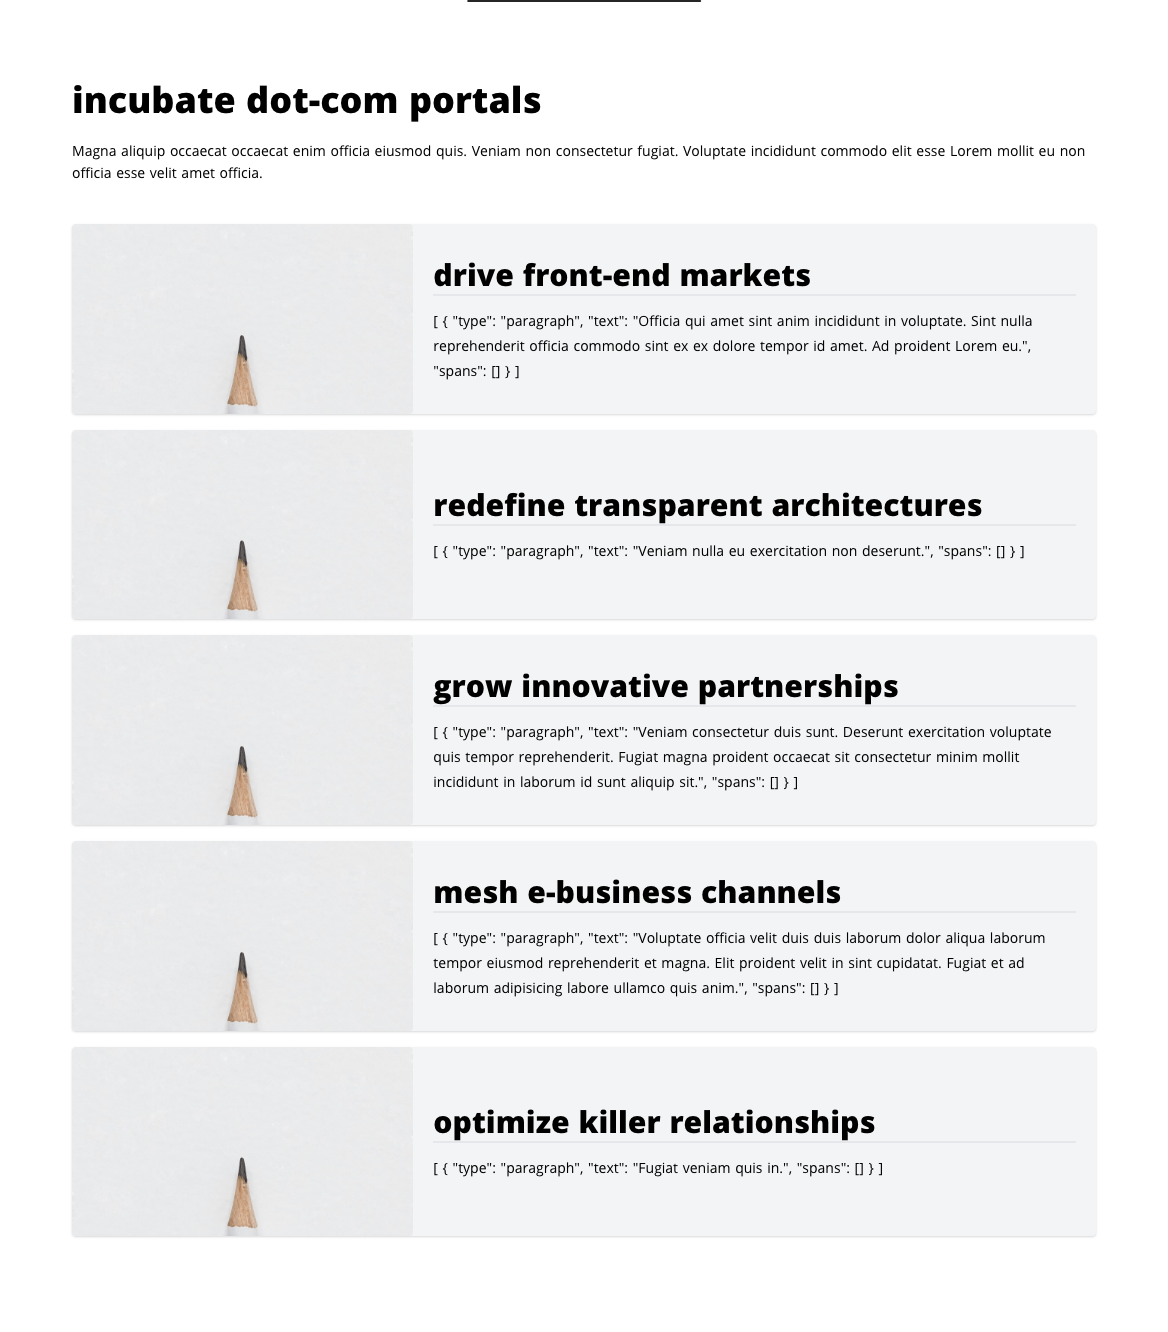 incubate dot-com portals
Magna aliquip occaecat occaecat enim officia eiusmod quis. Veniam non consectetur fugiat. Voluptate incididunt commodo elit esse Lorem mollit eu non
officia esse velit amet officia.
drive front-end markets
[ { "type": "paragraph", "text": "Officia qui amet sint anim incididunt in voluptate. Sint nulla
reprehenderit officia commodo sint ex ex dolore tempor id amet. Ad proident Lorem eu.",
"spans": [] } ]
redefine transparent architectures
[ { "type": "paragraph", "text": "Veniam nulla eu exercitation non deserunt.", "spans": [] } ]
grow innovative partnerships
[ { "type": "paragraph", "text": "Veniam consectetur duis sunt. Deserunt exercitation voluptate
quis tempor reprehenderit. Fugiat magna proident occaecat sit consectetur minim mollit
incididunt in laborum id sunt aliquip sit.", "spans": [] } ]
mesh e-business channels
[ { "type": "paragraph", "text": "Voluptate officia velit duis duis laborum dolor aliqua laborum
tempor eiusmod reprehenderit et magna. Elit proident velit in sint cupidatat. Fugiat et ad
laborum adipisicing labore ullamco quis anim.", "spans": [] } ]
optimize killer relationships
[ { "type": "paragraph", "text": "Fugiat veniam quis in.", "spans": [] } ]